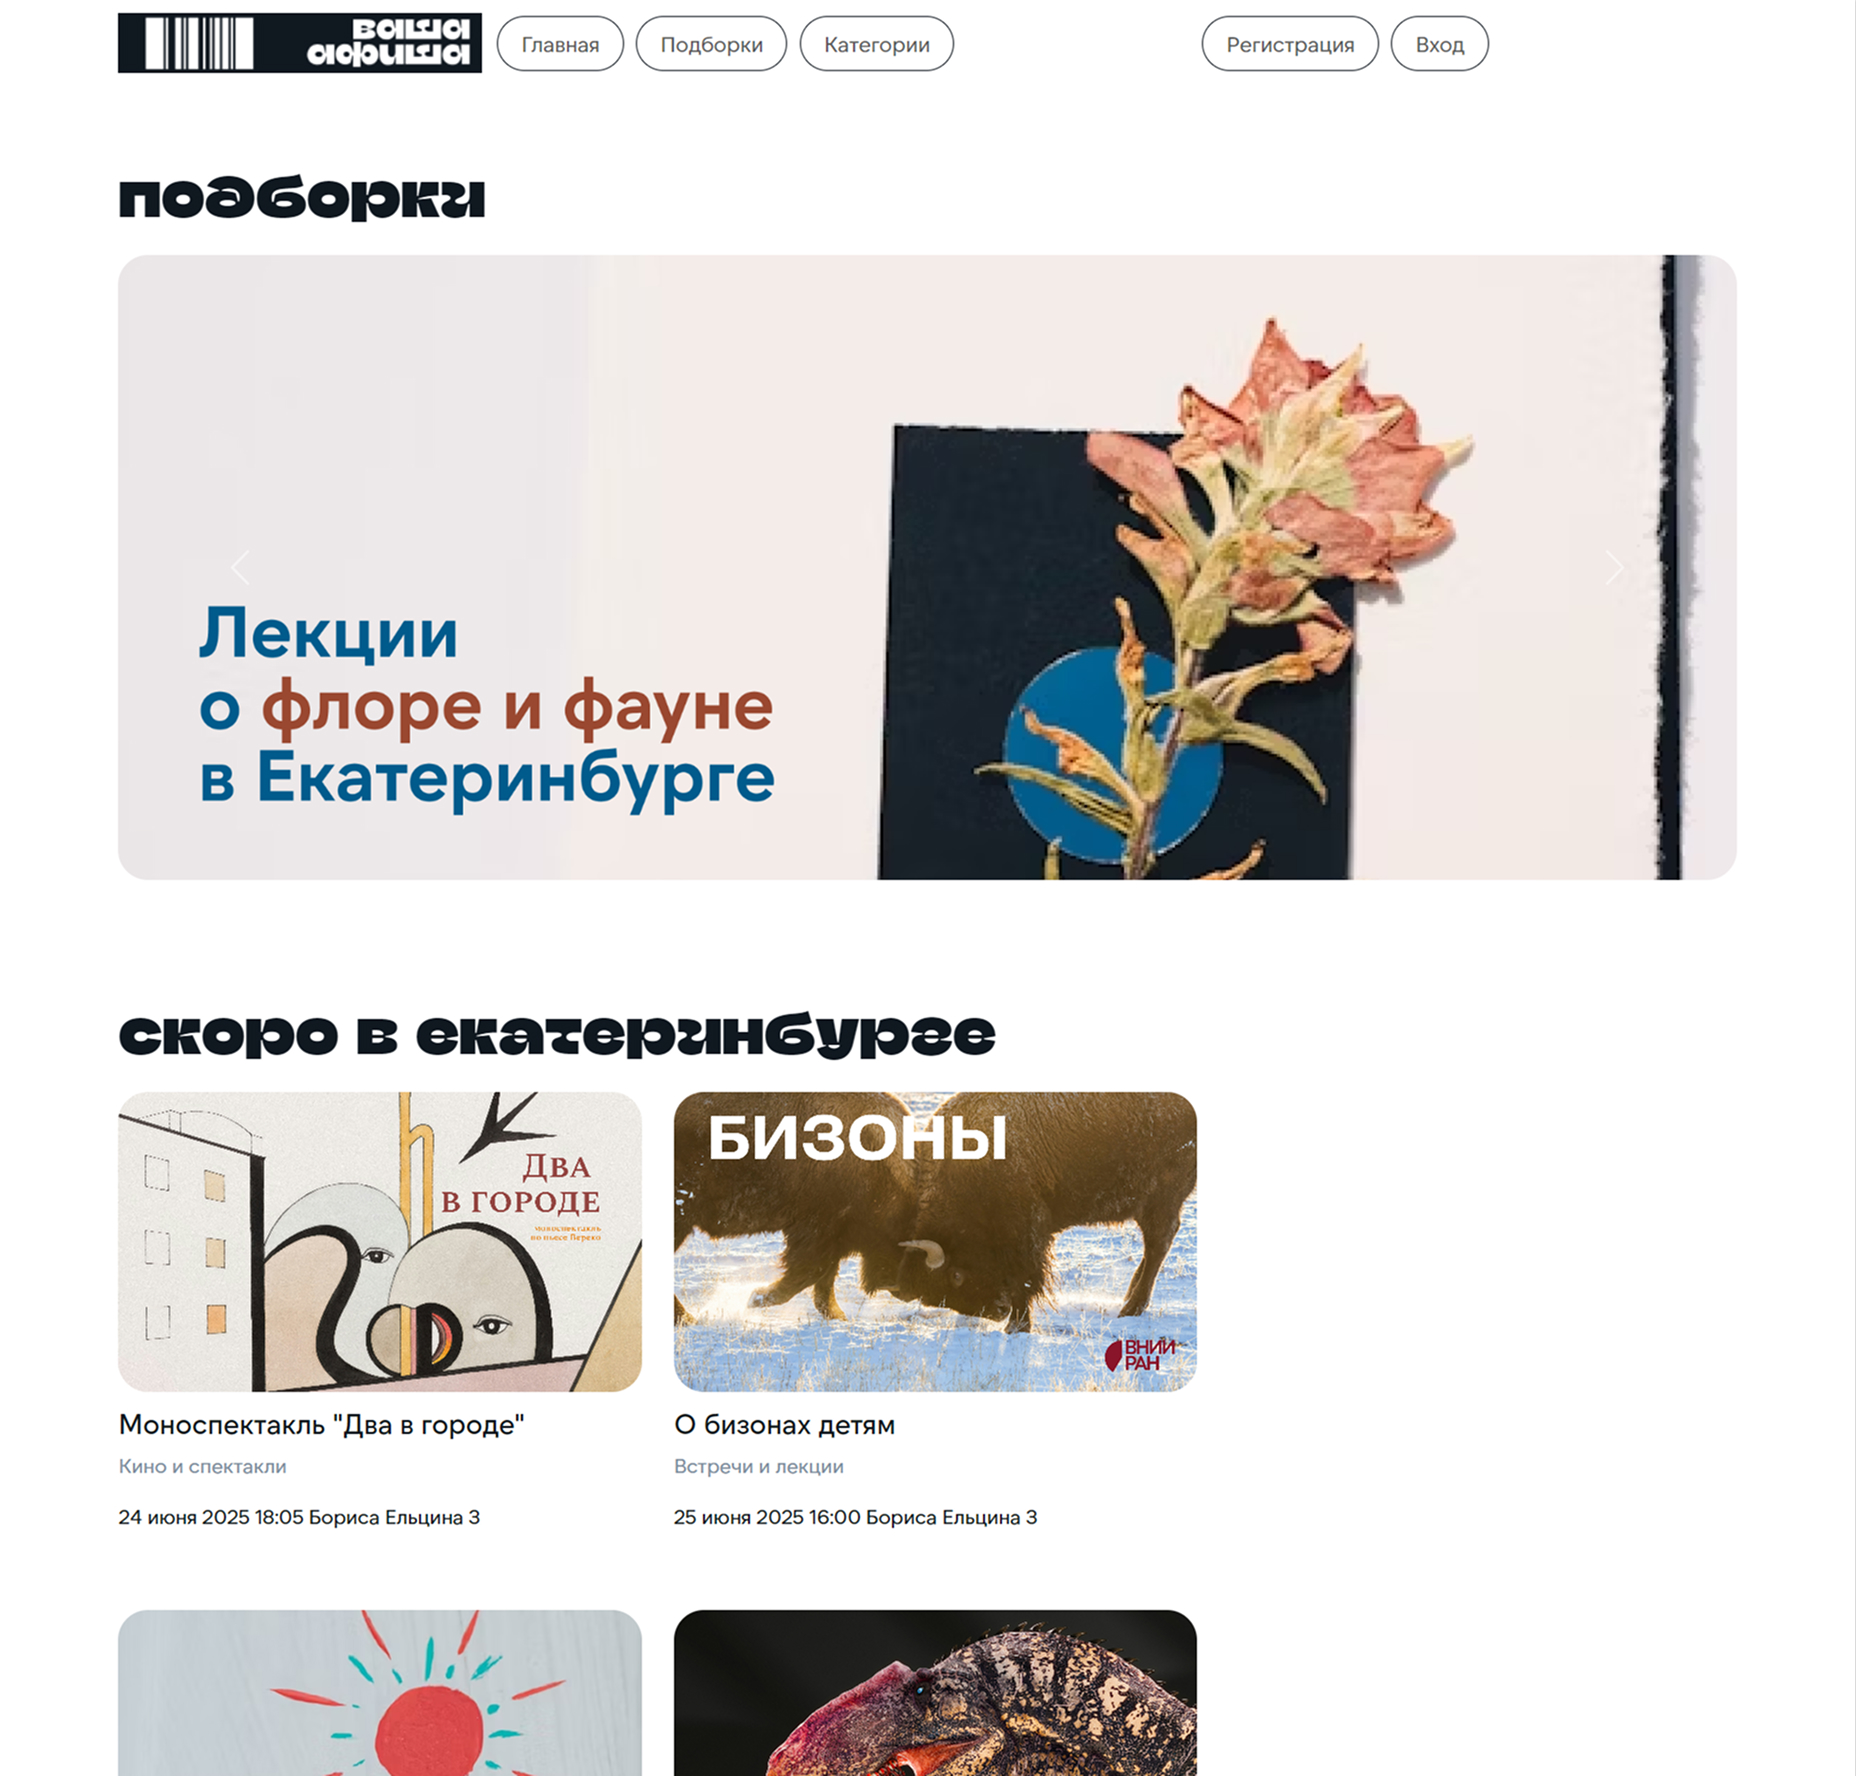 ваша
афиша
Главная
Подборки
Категории
Регистрация
Вход
подборки
Лекции
о флоре и фауне
в Екатеринбурге
скоро в екатеринбурге
Два
в городе
моноспектакль
по пьесе Переко
БИЗОНЫ
ВНИЙ
РАН
Моноспектакль "Два в городе"
Кино и спектакли
24 июня 2025 18:05 Бориса Ельцина 3
О бизонах детям
Встречи и лекции
25 июня 2025 16:00 Бориса Ельцина 3